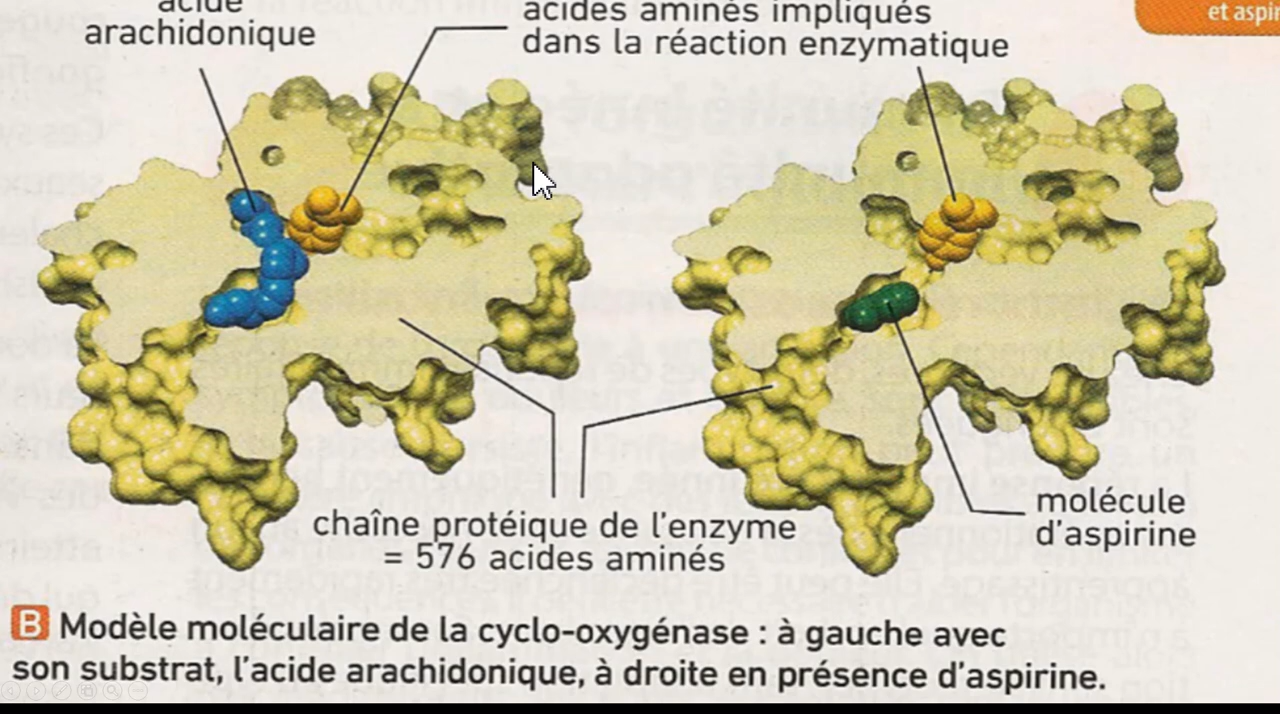 acide
arachidonique
acides aminés impliqués
dans la réaction enzymatique
et aspir
chaîne protéique de l'enzyme
= 576 acides aminés
molécule
d'aspirine
B Modèle moléculaire de la cyclo-oxygénase : à gauche avec
son substrat, l'acide arachidonique, à droite en présence d'aspirine.